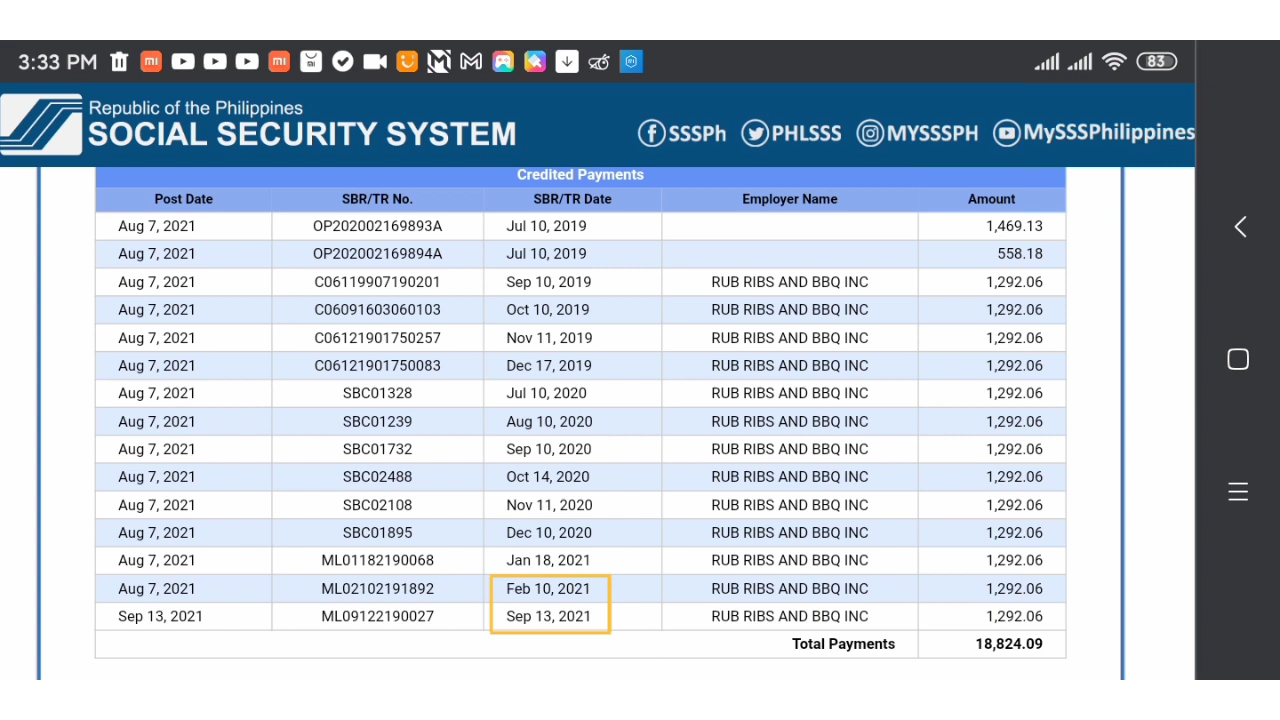 3:33 PM 83
Republic of the Philippines
SOCIAL SECURITY SYSTEM
SSSPh PHLSSS MYSSSPH MySSSPhilippines
Credited Payments
Post Date SBR/TR No. SBR/TR Date Employer Name Amount
Aug 7, 2021 OP202002169893A Jul 10, 2019 1,469.13
Aug 7, 2021 OP202002169894A Jul 10, 2019 558.18
Aug 7, 2021 C06119907190201 Sep 10, 2019 RUB RIBS AND BBQ INC 1,292.06
Aug 7, 2021 C06091603060103 Oct 10, 2019 RUB RIBS AND BBQ INC 1,292.06
Aug 7, 2021 C06121901750257 Nov 11, 2019 RUB RIBS AND BBQ INC 1,292.06
Aug 7, 2021 C06121901750083 Dec 17, 2019 RUB RIBS AND BBQ INC 1,292.06
Aug 7, 2021 SBC01328 Jul 10, 2020 RUB RIBS AND BBQ INC 1,292.06
Aug 7, 2021 SBC01239 Aug 10, 2020 RUB RIBS AND BBQ INC 1,292.06
Aug 7, 2021 SBC01732 Sep 10, 2020 RUB RIBS AND BBQ INC 1,292.06
Aug 7, 2021 SBC02488 Oct 14, 2020 RUB RIBS AND BBQ INC 1,292.06
Aug 7, 2021 SBC02108 Nov 11, 2020 RUB RIBS AND BBQ INC 1,292.06
Aug 7, 2021 SBC01895 Dec 10, 2020 RUB RIBS AND BBQ INC 1,292.06
Aug 7, 2021 ML01182190068 Jan 18, 2021 RUB RIBS AND BBQ INC 1,292.06
Aug 7, 2021 ML02102191892 Feb 10, 2021 RUB RIBS AND BBQ INC 1,292.06
Sep 13, 2021 ML09122190027 Sep 13, 2021 RUB RIBS AND BBQ INC 1,292.06
Total Payments 18,824.09